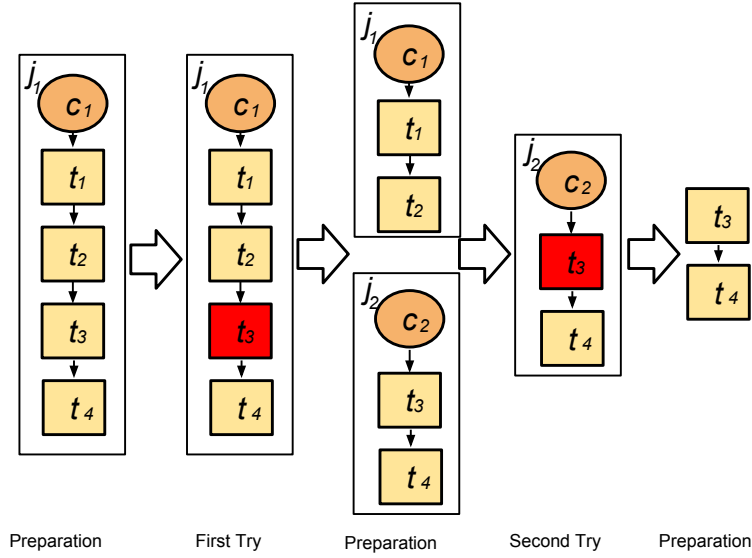 j1
c1
t1
t2
t3
t4
j1
c1
t1
t2
t3
t4
j1
c1
t1
t2
j2
c2
t3
t4
j2
c2
t3
t4
t3
t4
Preparation
First Try
Preparation
Second Try
Preparation